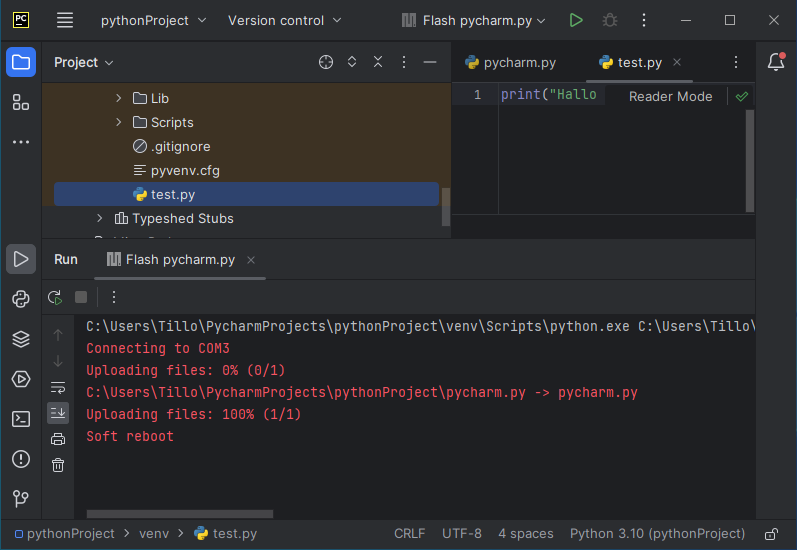 PC pythonProject Version control Flash pycharm.py
Project pycharm.py test.py
Lib
1 print("Hallo Reader Mode
Scripts
.gitignore
pyvenv.cfg
test.py
Typeshed Stubs
Run Flash pycharm.py
C:\Users\Tillo\PycharmProjects\pythonProject\venv\Scripts\python.exe C:\Users\Tillo\
Connecting to COM3
Uploading files: 0% (0/1)
C:\Users\Tillo\PycharmProjects\pythonProject\pycharm.py -> pycharm.py
Uploading files: 100% (1/1)
Soft reboot
pythonProject > venv > test.py CRLF UTF-8 4 spaces Python 3.10 (pythonProject)